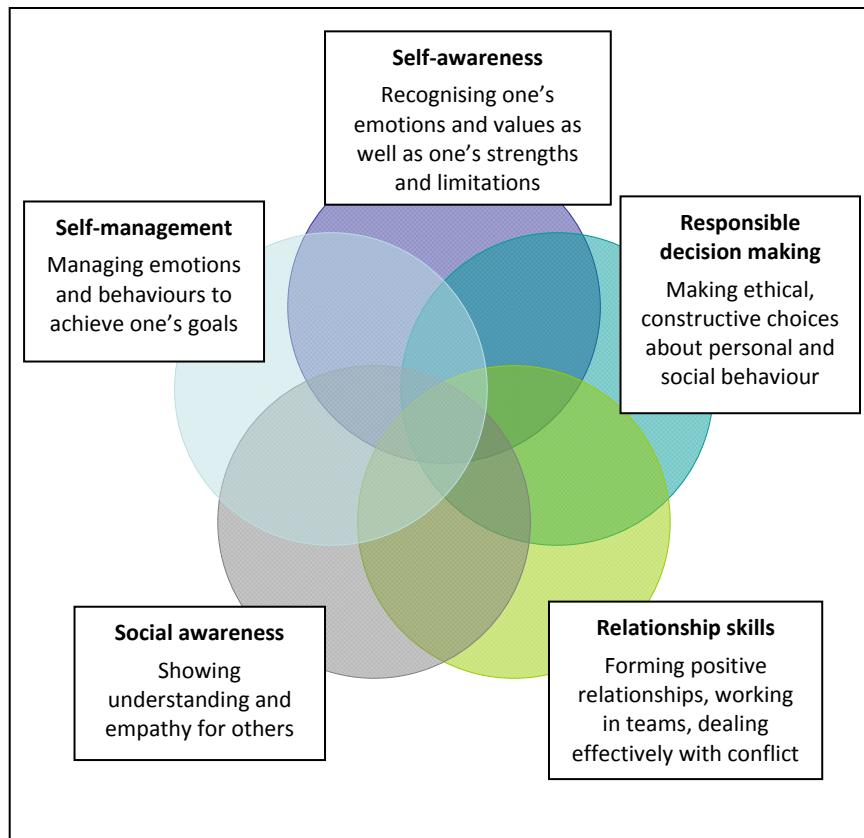 Self-awareness
Recognising one’s
emotions and values as
well as one’s strengths
and limitations
Self-management
Managing emotions
and behaviours to
achieve one’s goals
Responsible
decision making
Making ethical,
constructive choices
about personal and
social behaviour
Social awareness
Showing
understanding and
empathy for others
Relationship skills
Forming positive
relationships, working
in teams, dealing
effectively with conflict